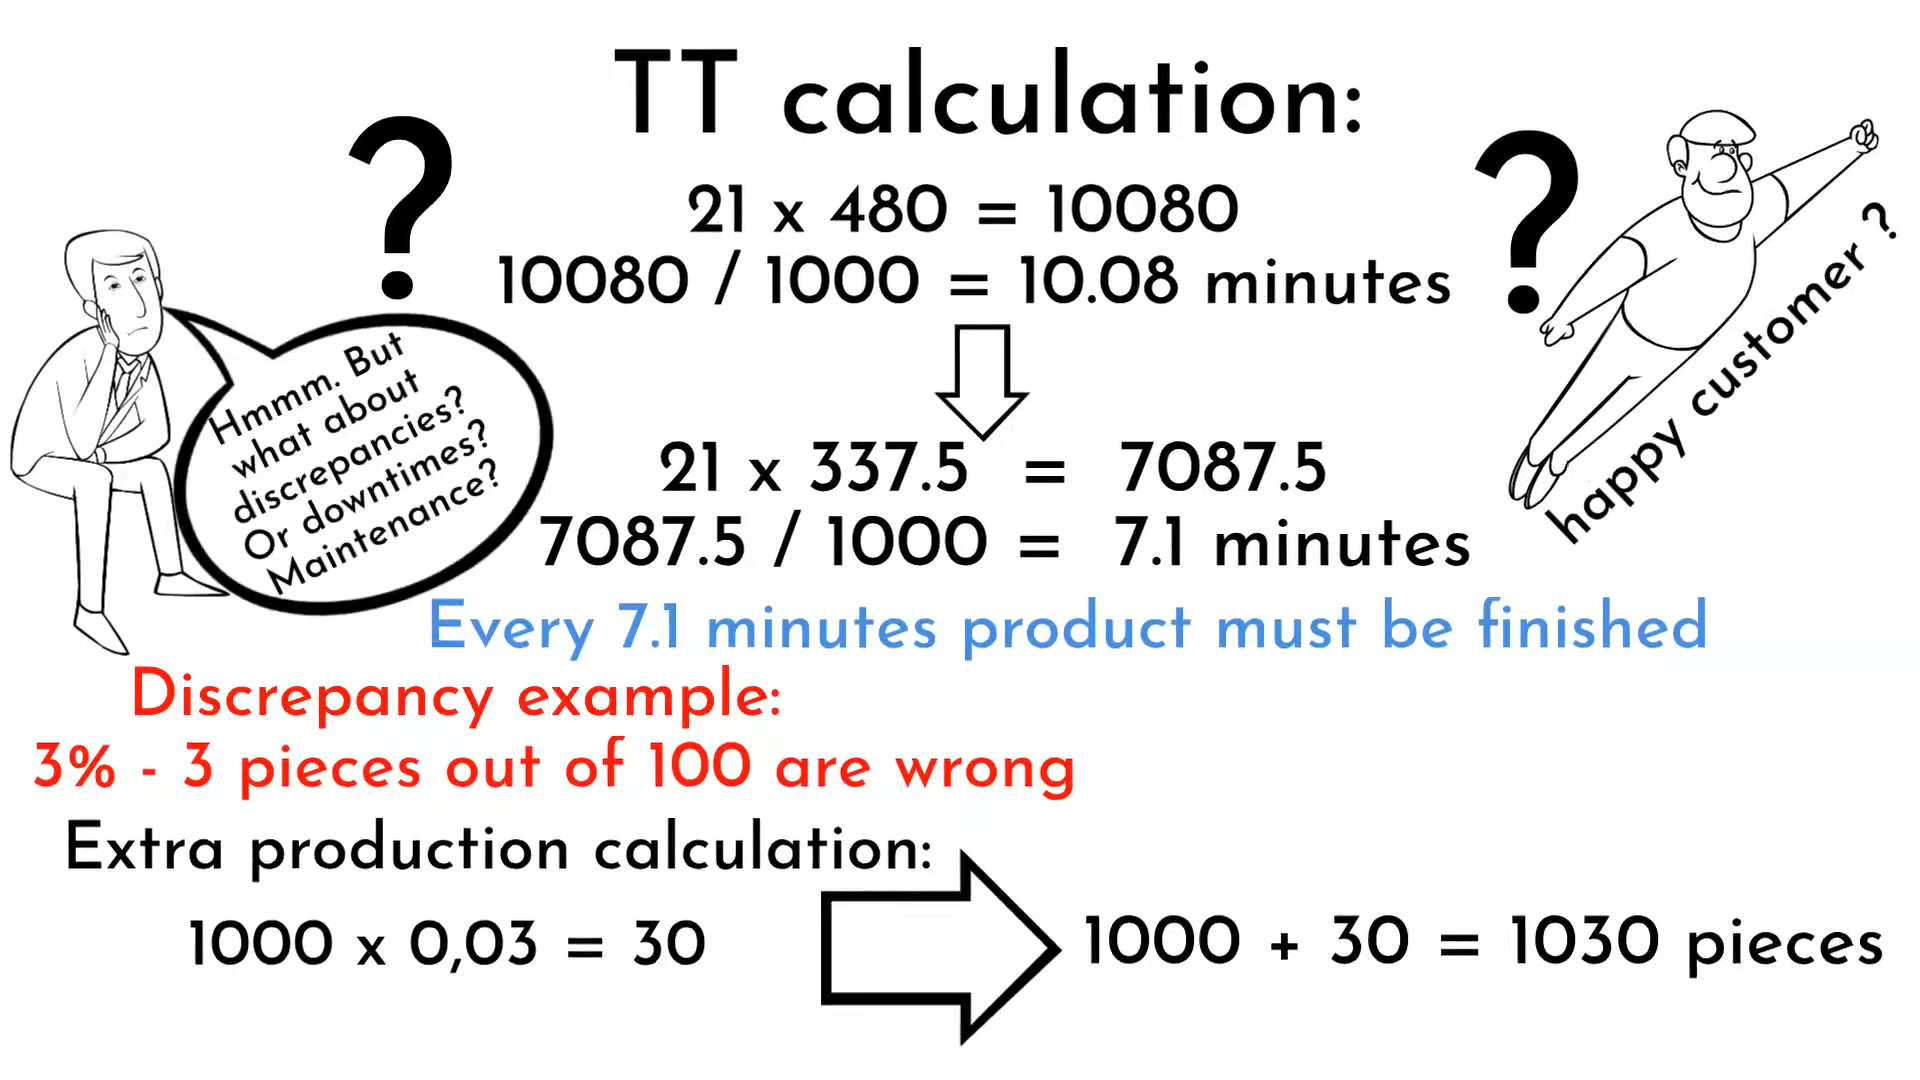 TT calculation:
?
?
21 x 480 = 10080
10080 / 1000 = 10.08 minutes
Hmmm. But
what about
discrepancies?
Or downtimes?
Maintenance?
happy customer ?
21 x 337.5 = 7087.5
7087.5 / 1000 = 7.1 minutes
Every 7.1 minutes product must be finished
Discrepancy example:
3% - 3 pieces out of 100 are wrong
Extra production calculation:
1000 x 0,03 = 30
1000 + 30 = 1030 pieces